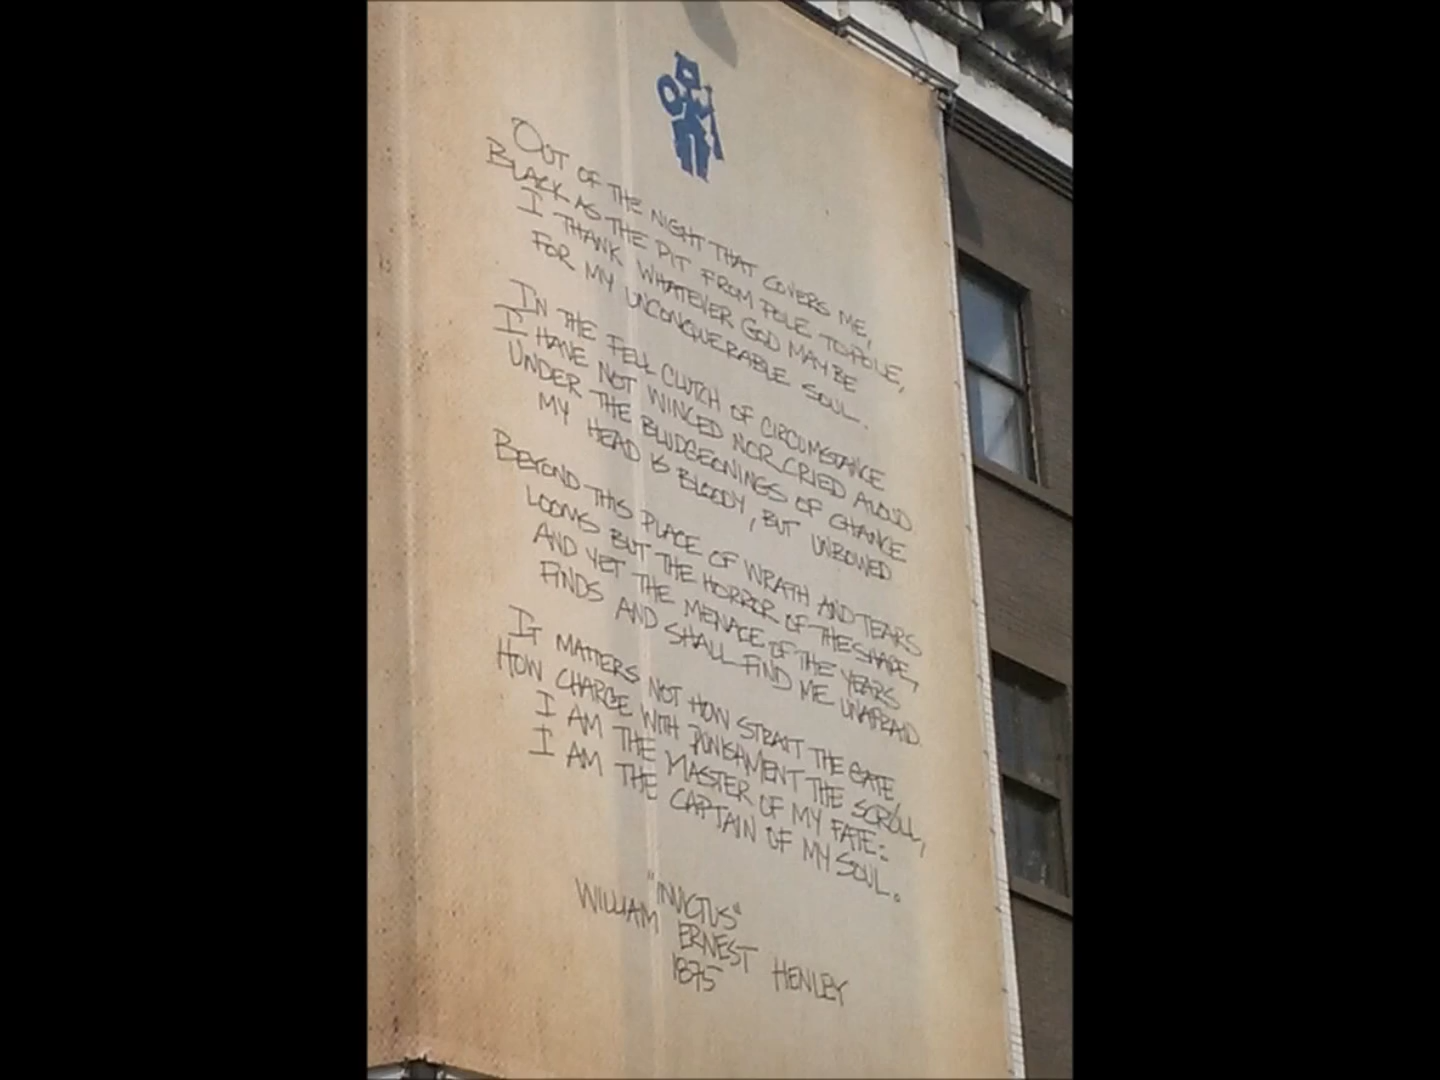 OUT OF THE NIGHT THAT COVERS ME,
BLACK AS THE PIT FROM POLE TO POLE,
I THANK WHATEVER GOD MAY BE
FOR MY UNCONQUERABLE SOUL.
IN THE FELL CLUTCH OF CIRCUMSTANCE
I HAVE NOT WINCED NOR CRIED ALOUD.
UNDER THE BLUDGEONINGS OF CHANCE
MY HEAD IS BLOODY, BUT UNBOWED
BEYOND THIS PLACE OF WRATH AND TEARS
LOOMS BUT THE HORROR OF THE SHADE,
AND YET THE MENACE OF THE YEARS
FINDS AND SHALL FIND ME UNAFRAID.
IT MATTERS NOT HOW STRAIT THE GATE,
HOW CHARGE WITH PUNISHMENT THE SCROLL,
I AM THE MASTER OF MY FATE:
I AM THE CAPTAIN OF MY SOUL.
"INVICTUS"
WILLIAM ERNEST HENLEY
1875